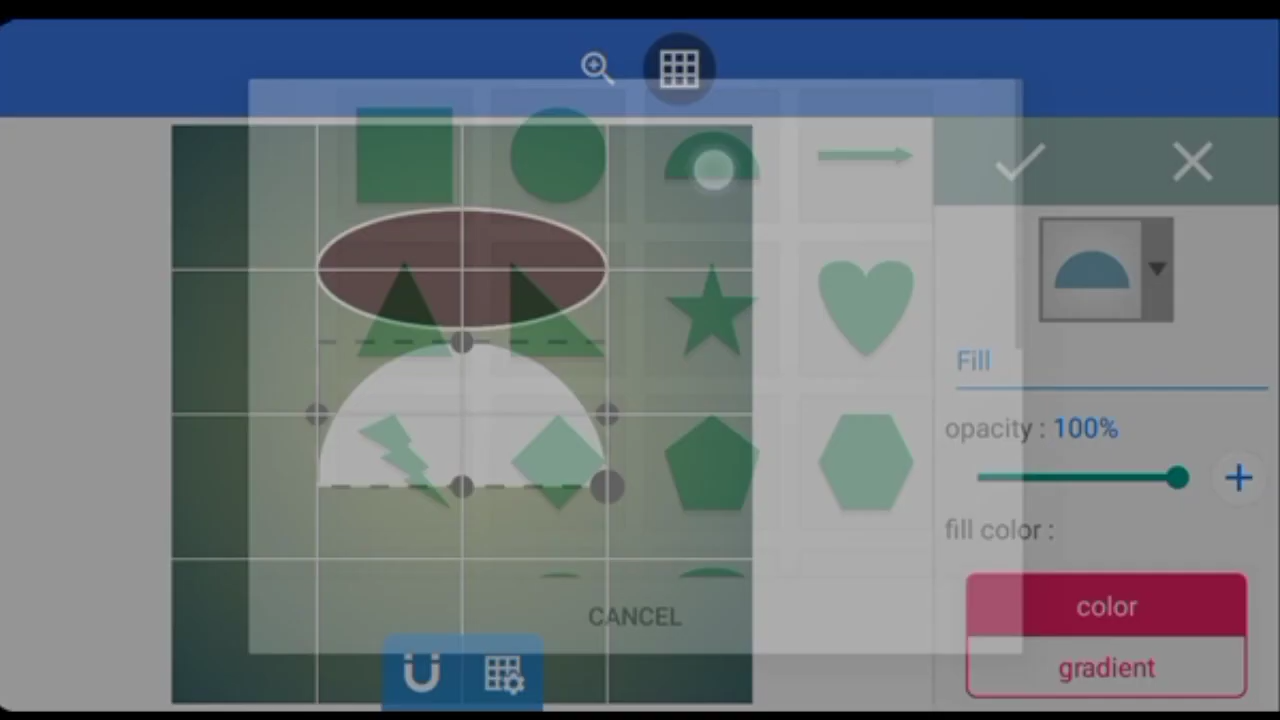 Fill
opacity : 100%
fill color :
color
CANCEL
gradient